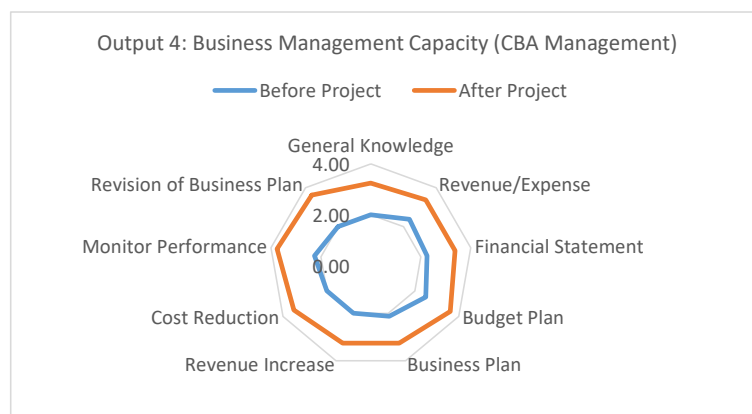 Output 4: Business Management Capacity (CBA Management)
Before Project After Project
General Knowledge
4.00
Revision of Business Plan Revenue/Expense
2.00
Monitor Performance Financial Statement
0.00
Cost Reduction Budget Plan
Revenue Increase Business Plan